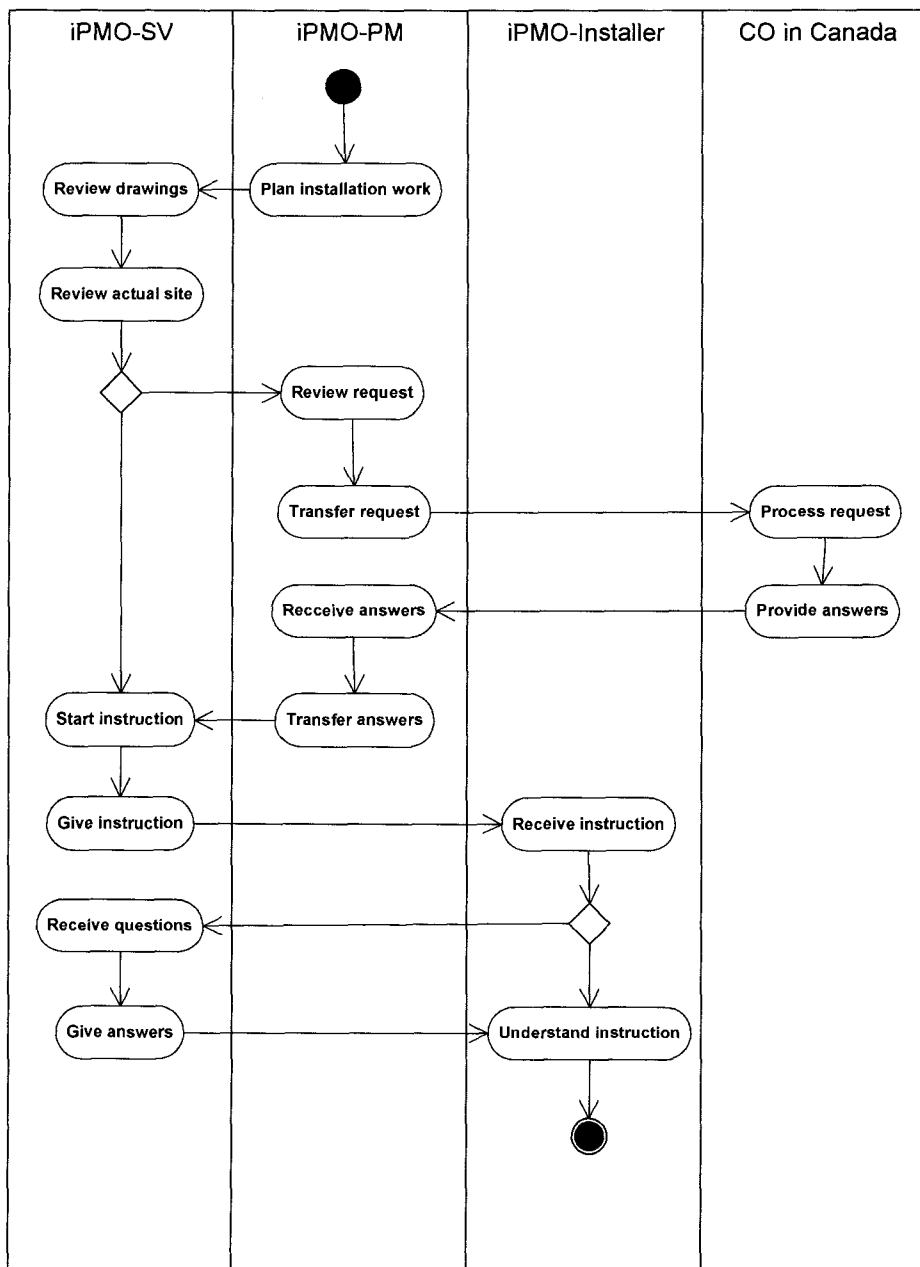 iPMO-SV
iPMO-PM
iPMO-Installer
CO in Canada
Review drawings
Plan installation work
Review actual site
Review request
Transfer request
Process request
Recceive answers
Provide answers
Start instruction
Transfer answers
Give instruction
Receive instruction
Receive questions
Give answers
Understand instruction